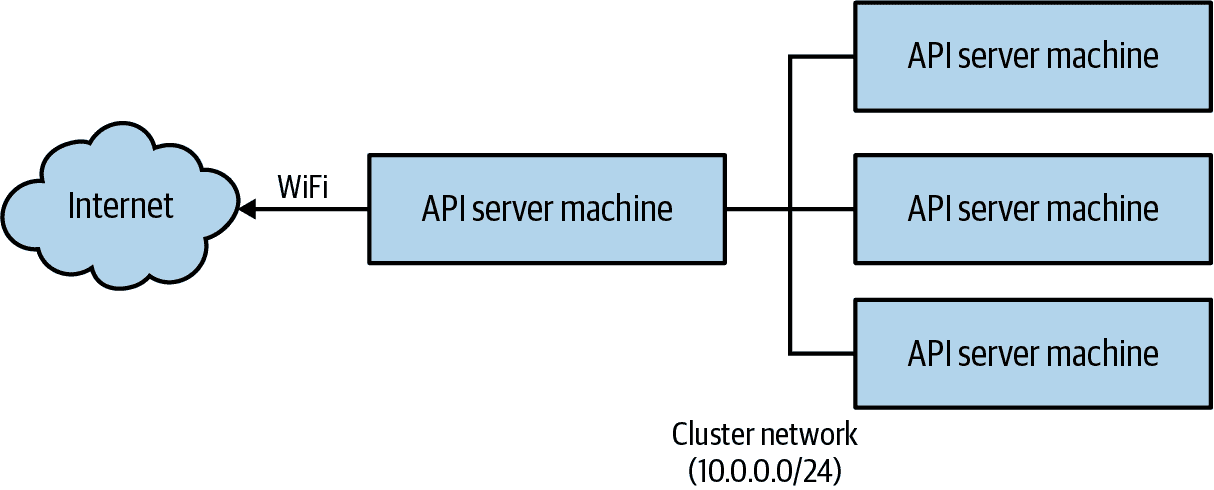 Internet
WiFi
API server machine
API server machine
API server machine
API server machine
Cluster network
(10.0.0.0/24)